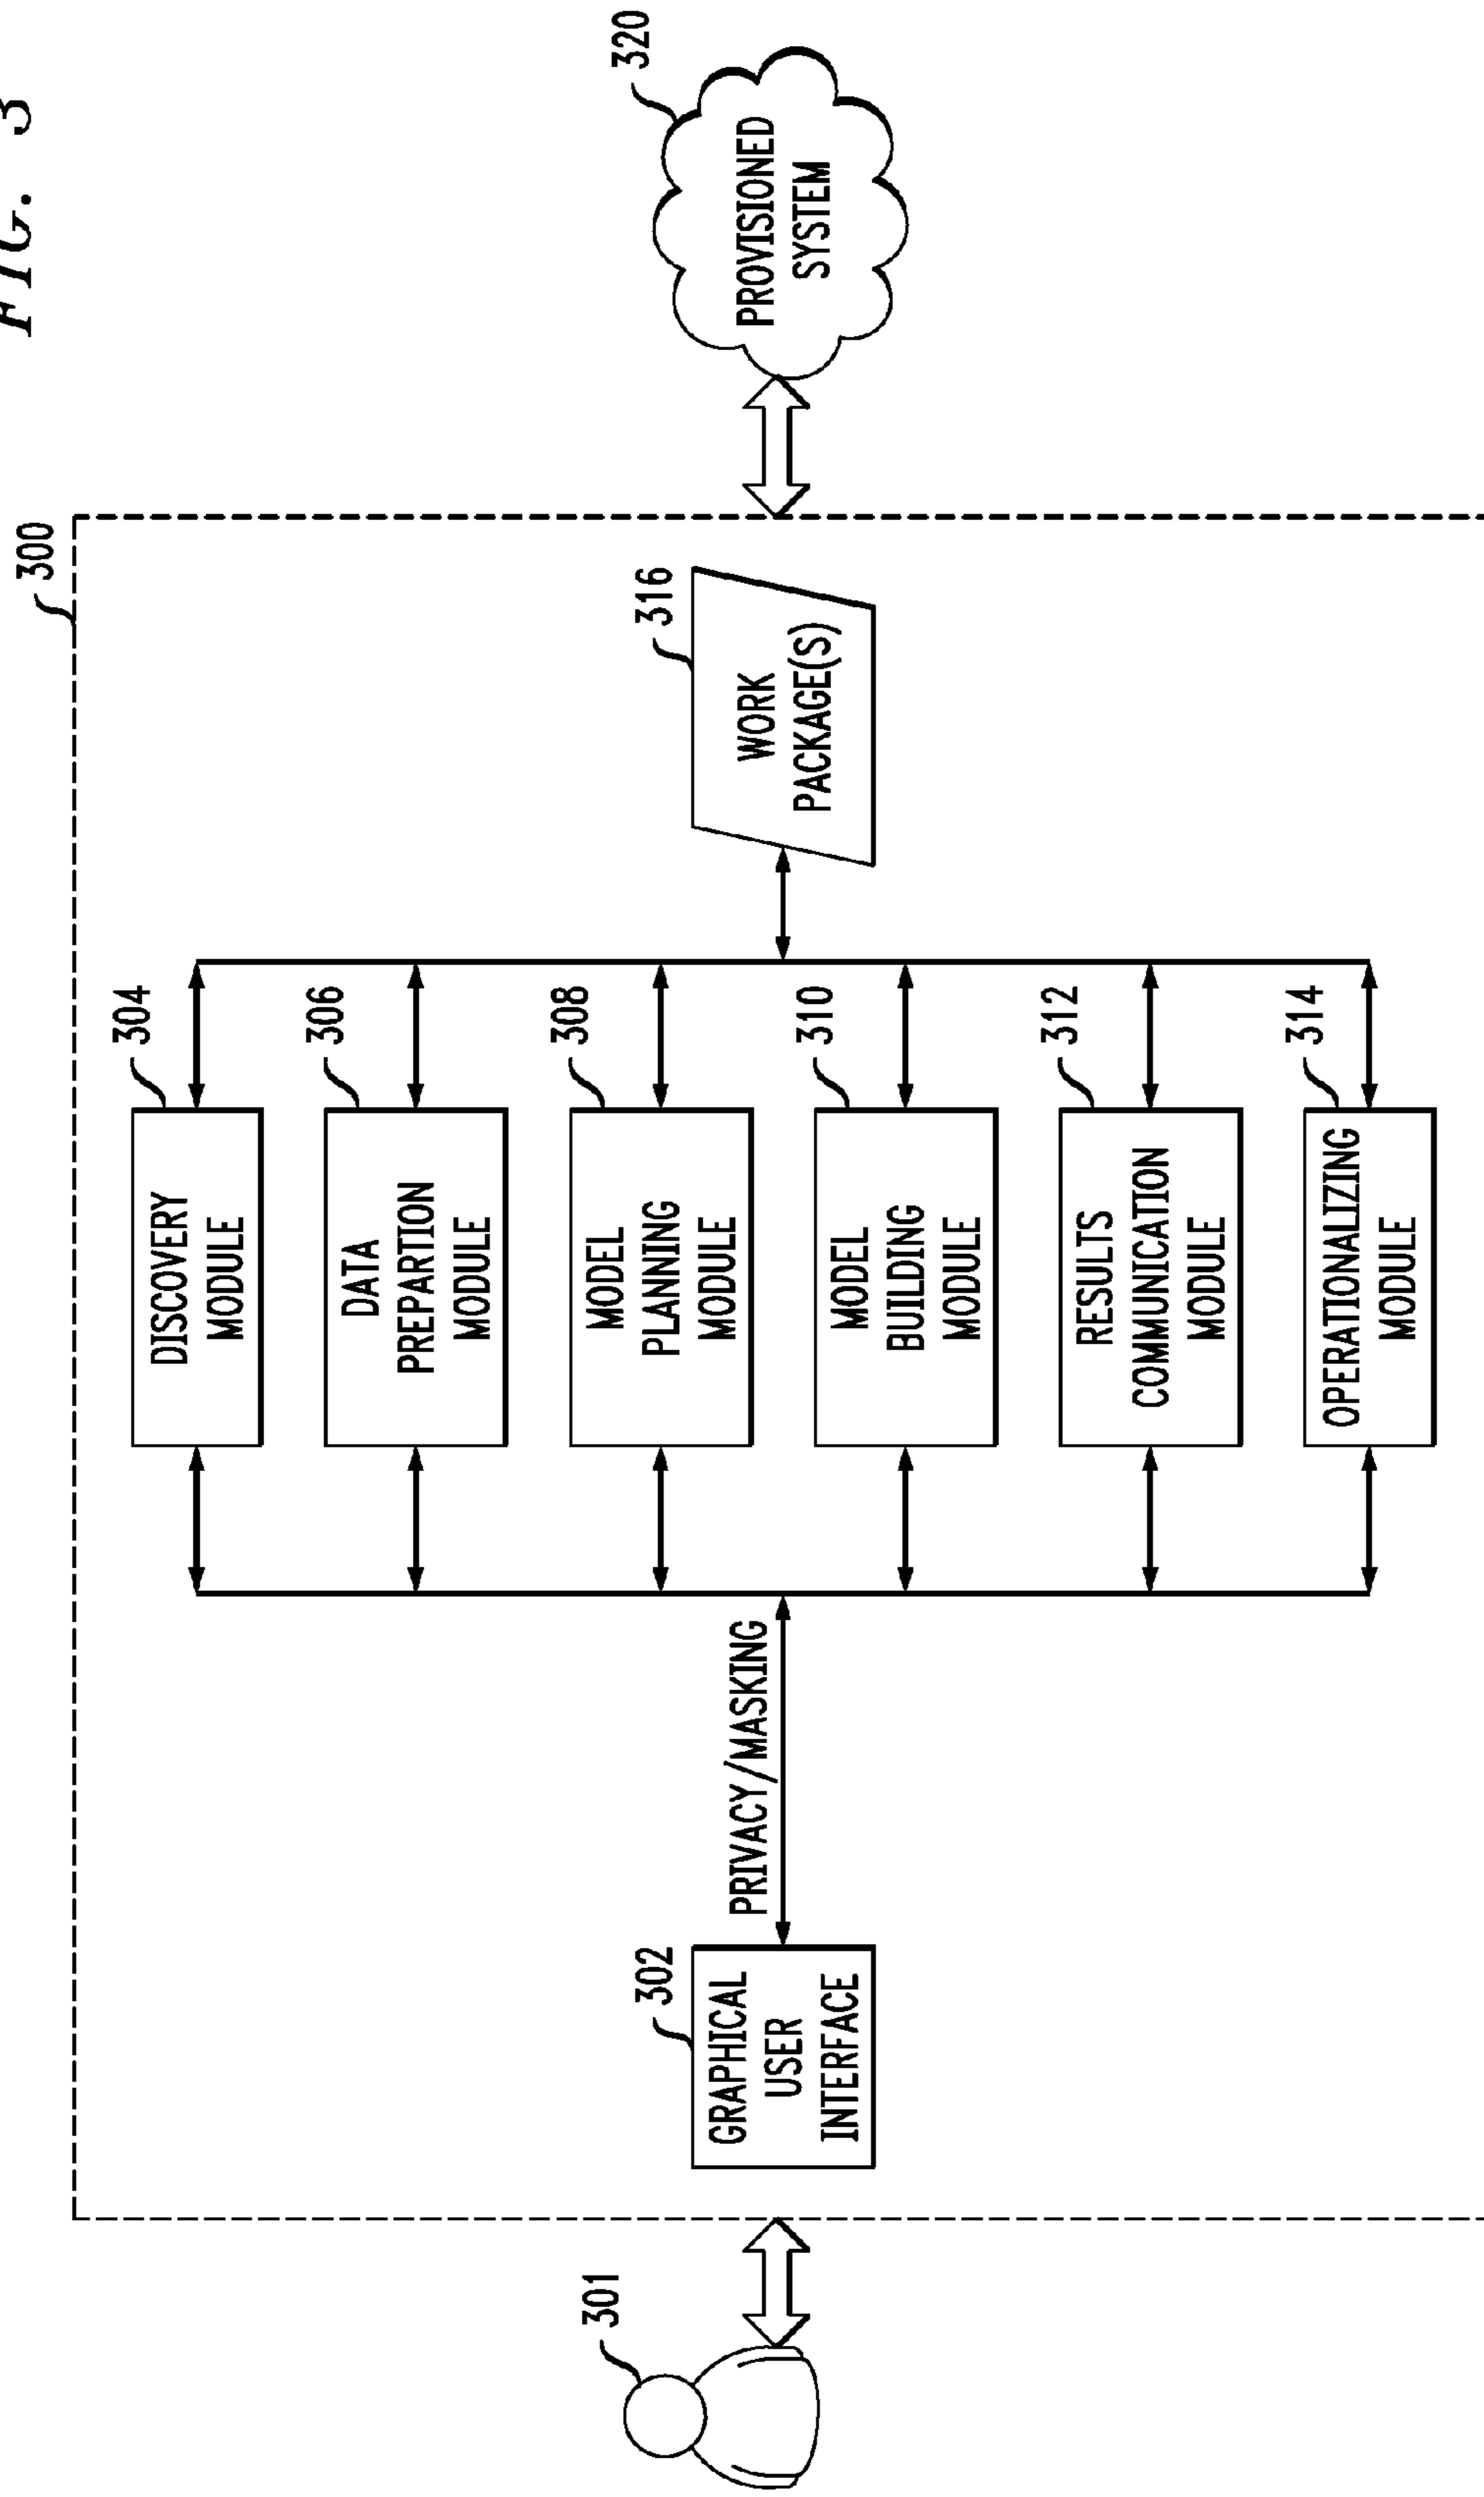 FIG. 3
300
304
DISCOVERY
MODULE
306
DATA
PREPARTION
MODULE
308
MODEL
PLANNING
MODULE
310
MODEL
BUILDING
MODULE
312
RESULTS
COMMUNICATION
MODULE
314
OPERATIONALIZING
MODULE
301
302
GRAPHICAL
USER
INTERFACE
PRIVACY/MASKING
316
WORK
PACKAGE(S)
320
PROVISIONED
SYSTEM